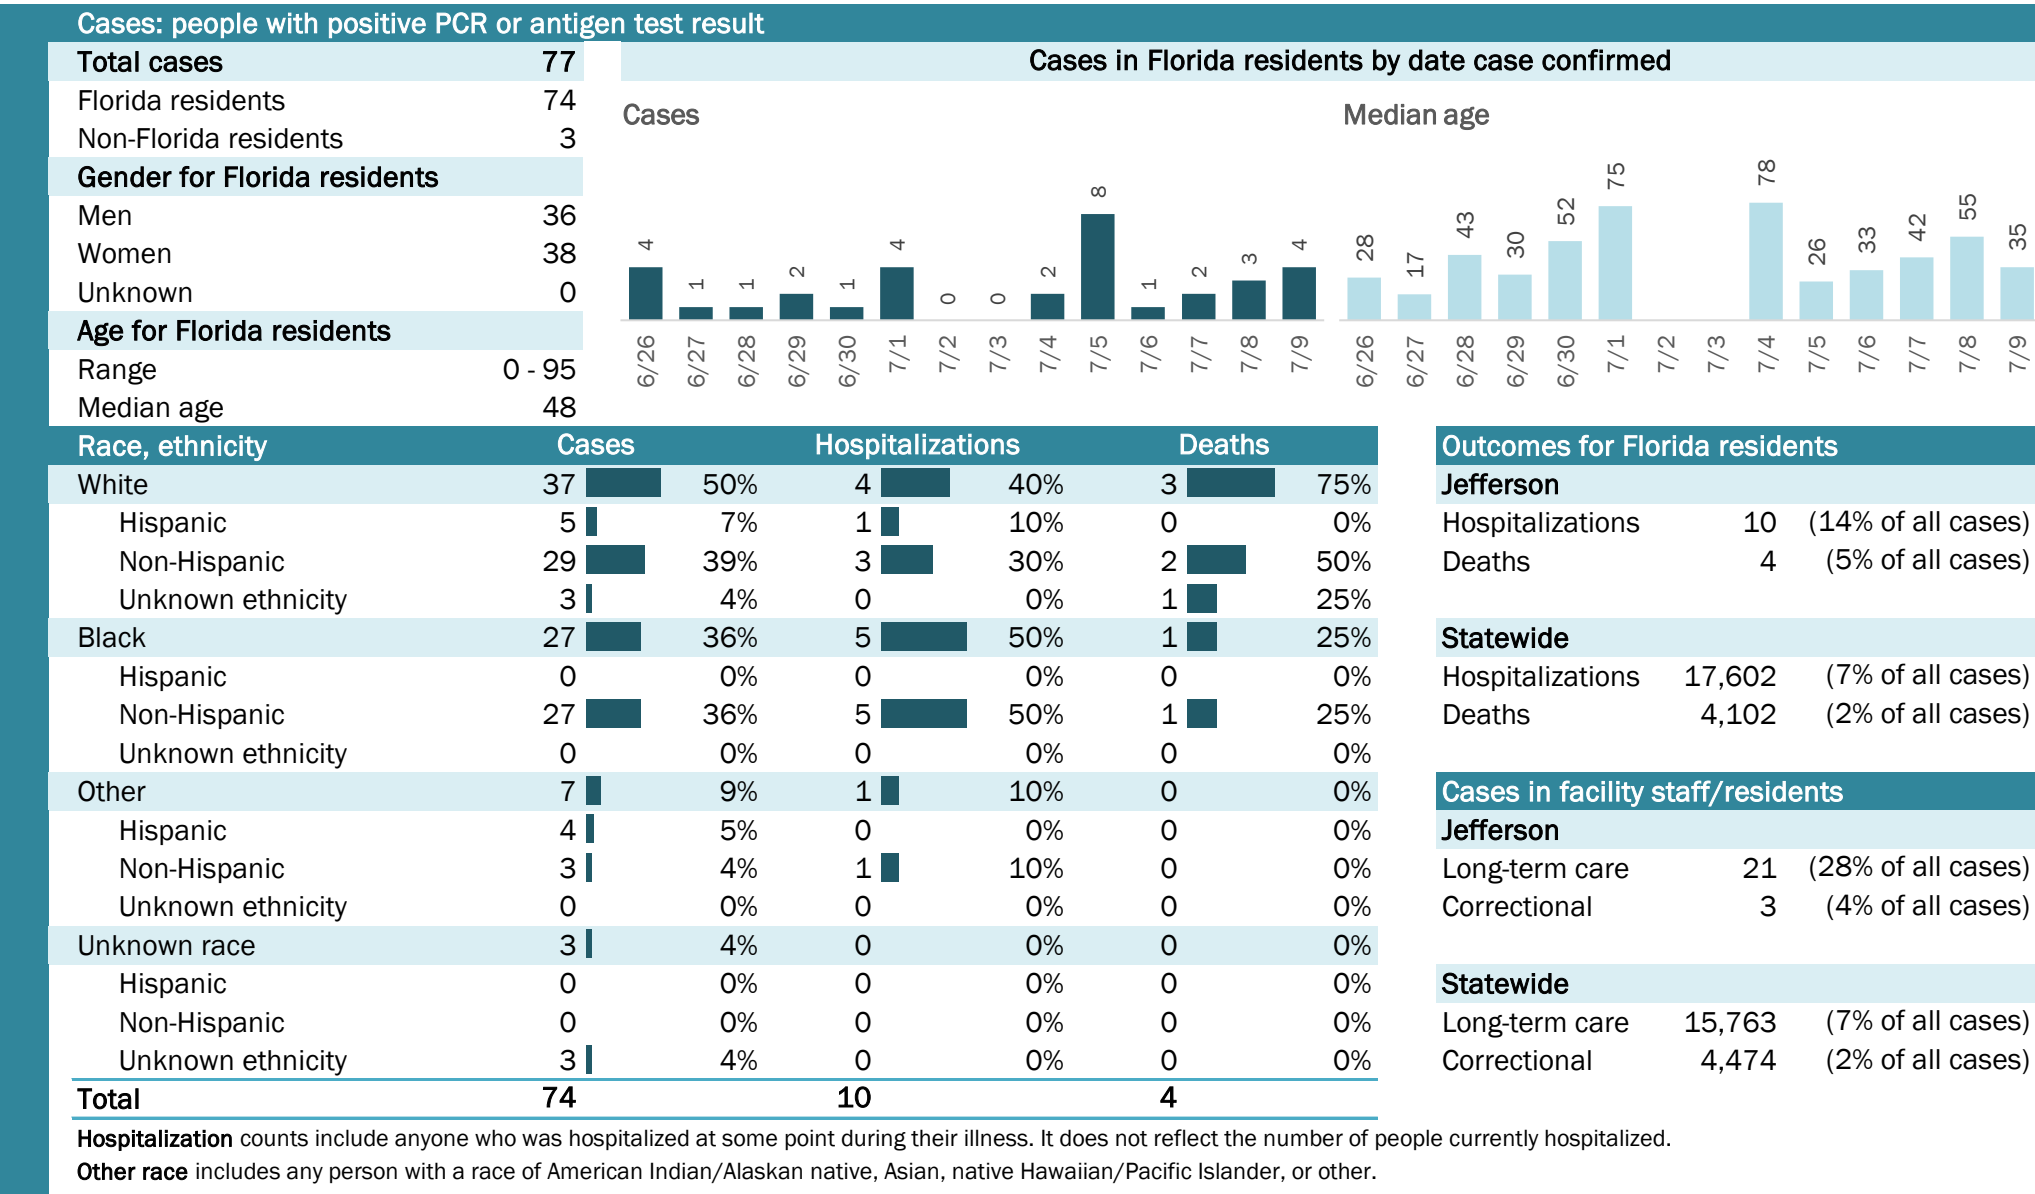 Cases: people with positive PCR or antigen test result
Total cases 77
Florida residents 74
Non-Florida residents 3
Gender for Florida residents
Men 36
Women 38
Unknown 0
Age for Florida residents
Range 0 - 95
Median age 48
Cases in Florida residents by date case confirmed
Cases
4 1 1 2 1 4 0 0 2 8 1 2 3 4
6/26 6/27 6/28 6/29 6/30 7/1 7/2 7/3 7/4 7/5 7/6 7/7 7/8 7/9
Median age
28 17 43 30 52 75 78 26 33 42 55 35
6/26 6/27 6/28 6/29 6/30 7/1 7/2 7/3 7/4 7/5 7/6 7/7 7/8 7/9
Race, ethnicity Cases Hospitalizations Deaths
White 37 50% 4 40% 3 75%
Hispanic 5 7% 1 10% 0 0%
Non-Hispanic 29 39% 3 30% 2 50%
Unknown ethnicity 3 4% 0 0% 1 25%
Black 27 36% 5 50% 1 25%
Hispanic 0 0% 0 0% 0 0%
Non-Hispanic 27 36% 5 50% 1 25%
Unknown ethnicity 0 0% 0 0% 0 0%
Other 7 9% 1 10% 0 0%
Hispanic 4 5% 0 0% 0 0%
Non-Hispanic 3 4% 1 10% 0 0%
Unknown ethnicity 0 0% 0 0% 0 0%
Unknown race 3 4% 0 0% 0 0%
Hispanic 0 0% 0 0% 0 0%
Non-Hispanic 0 0% 0 0% 0 0%
Unknown ethnicity 3 4% 0 0% 0 0%
Total 74 10 4
Outcomes for Florida residents
Jefferson
Hospitalizations 10 (14% of all cases)
Deaths 4 (5% of all cases)
Statewide
Hospitalizations 17,602 (7% of all cases)
Deaths 4,102 (2% of all cases)
Cases in facility staff/residents
Jefferson
Long-term care 21 (28% of all cases)
Correctional 3 (4% of all cases)
Statewide
Long-term care 15,763 (7% of all cases)
Correctional 4,474 (2% of all cases)
Hospitalization counts include anyone who was hospitalized at some point during their illness. It does not reflect the number of people currently hospitalized.
Other race includes any person with a race of American Indian/Alaskan native, Asian, native Hawaiian/Pacific Islander, or other.